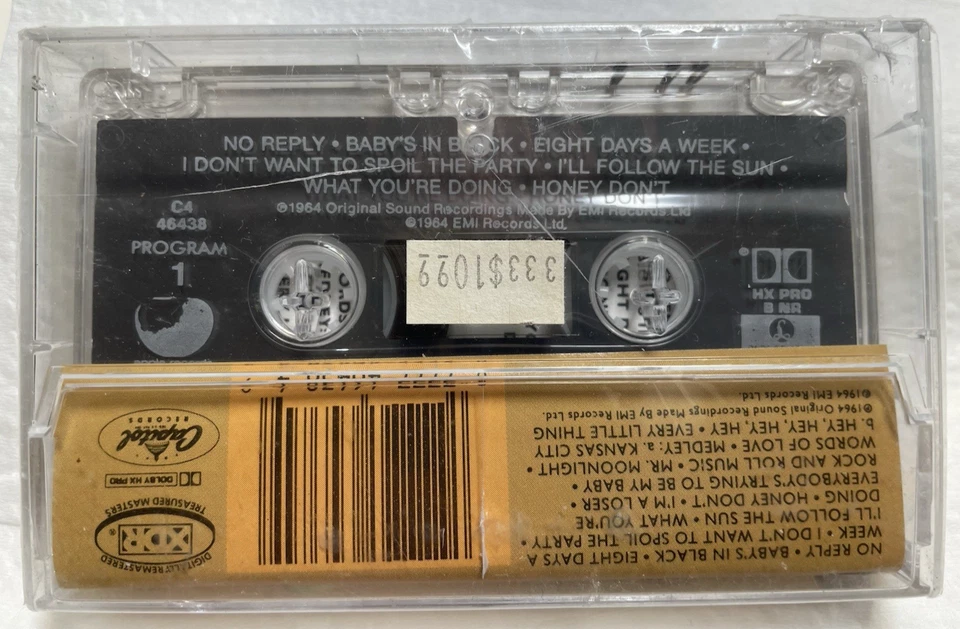 NO REPLY • BABY'S IN BLACK • EIGHT DAYS A WEEK •
I DON'T WANT TO SPOIL THE PARTY • I'LL FOLLOW THE SUN •
WHAT YOU'RE DOING • HONEY DON'T
℗1964 Original Sound Recordings Made By EMI Records Ltd
©1964 EMI Records Ltd.
C4
46438
PROGRAM
1
HX PRO
B NR
333$1099
NO REPLY • BABY'S IN BLACK • EIGHT DAYS A
WEEK • I DON'T WANT TO SPOIL THE PARTY •
I'LL FOLLOW THE SUN • WHAT YOU'RE
DOING • HONEY DON'T • I'M A LOSER •
EVERYBODY'S TRYING TO BE MY BABY •
ROCK AND ROLL MUSIC • MR. MOONLIGHT •
WORDS OF LOVE • MEDLEY: a. KANSAS CITY
b. HEY, HEY, HEY, HEY • EVERY LITTLE THING
℗1964 Original Sound Recordings Made By EMI Records Ltd.
©1964 EMI Records Ltd.
DIGITALLY REMASTERED
XDR
TREASURED MASTERS
DOLBY HX PRO
Capitol
RECORDS